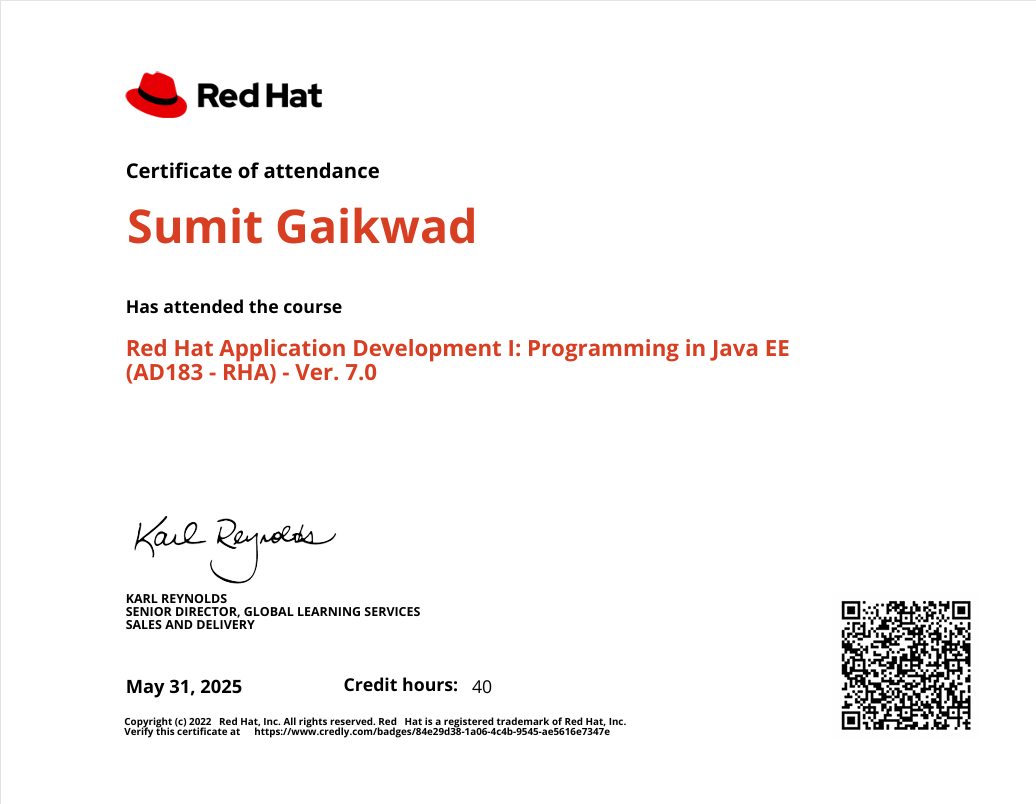 Red Hat
Certificate of attendance
Sumit Gaikwad
Has attended the course
Red Hat Application Development I: Programming in Java EE
(AD183 - RHA) - Ver. 7.0
Karl Reynolds
KARL REYNOLDS
SENIOR DIRECTOR, GLOBAL LEARNING SERVICES
SALES AND DELIVERY
May 31, 2025 Credit hours: 40
Copyright (c) 2022 Red Hat, Inc. All rights reserved. Red Hat is a registered trademark of Red Hat, Inc.
Verify this certificate at https://www.credly.com/badges/84e29d38-1a06-4c4b-9545-ae5616e7347e